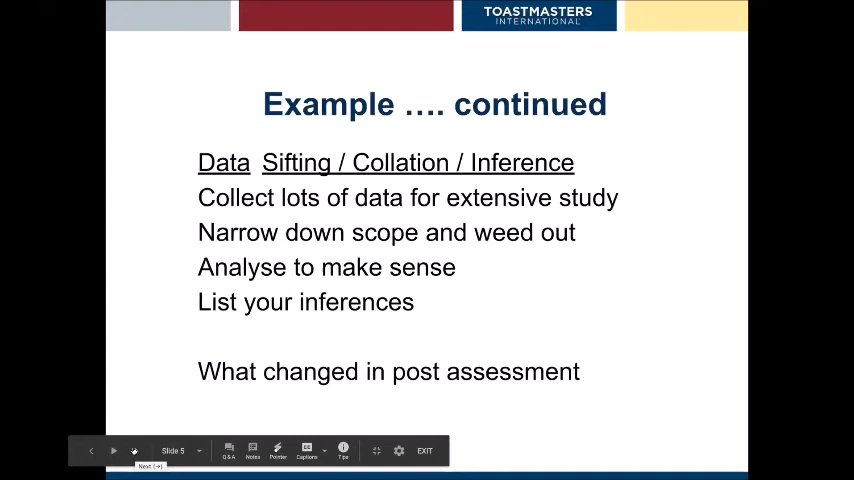 TOASTMASTERS
INTERNATIONAL
Example …. continued
Data Sifting / Collation / Inference
Collect lots of data for extensive study
Narrow down scope and weed out
Analyse to make sense
List your inferences
What changed in post assessment
Slide 5
Q&A
Notes
Pointer
Captions
Tips
EXIT
Next (→)